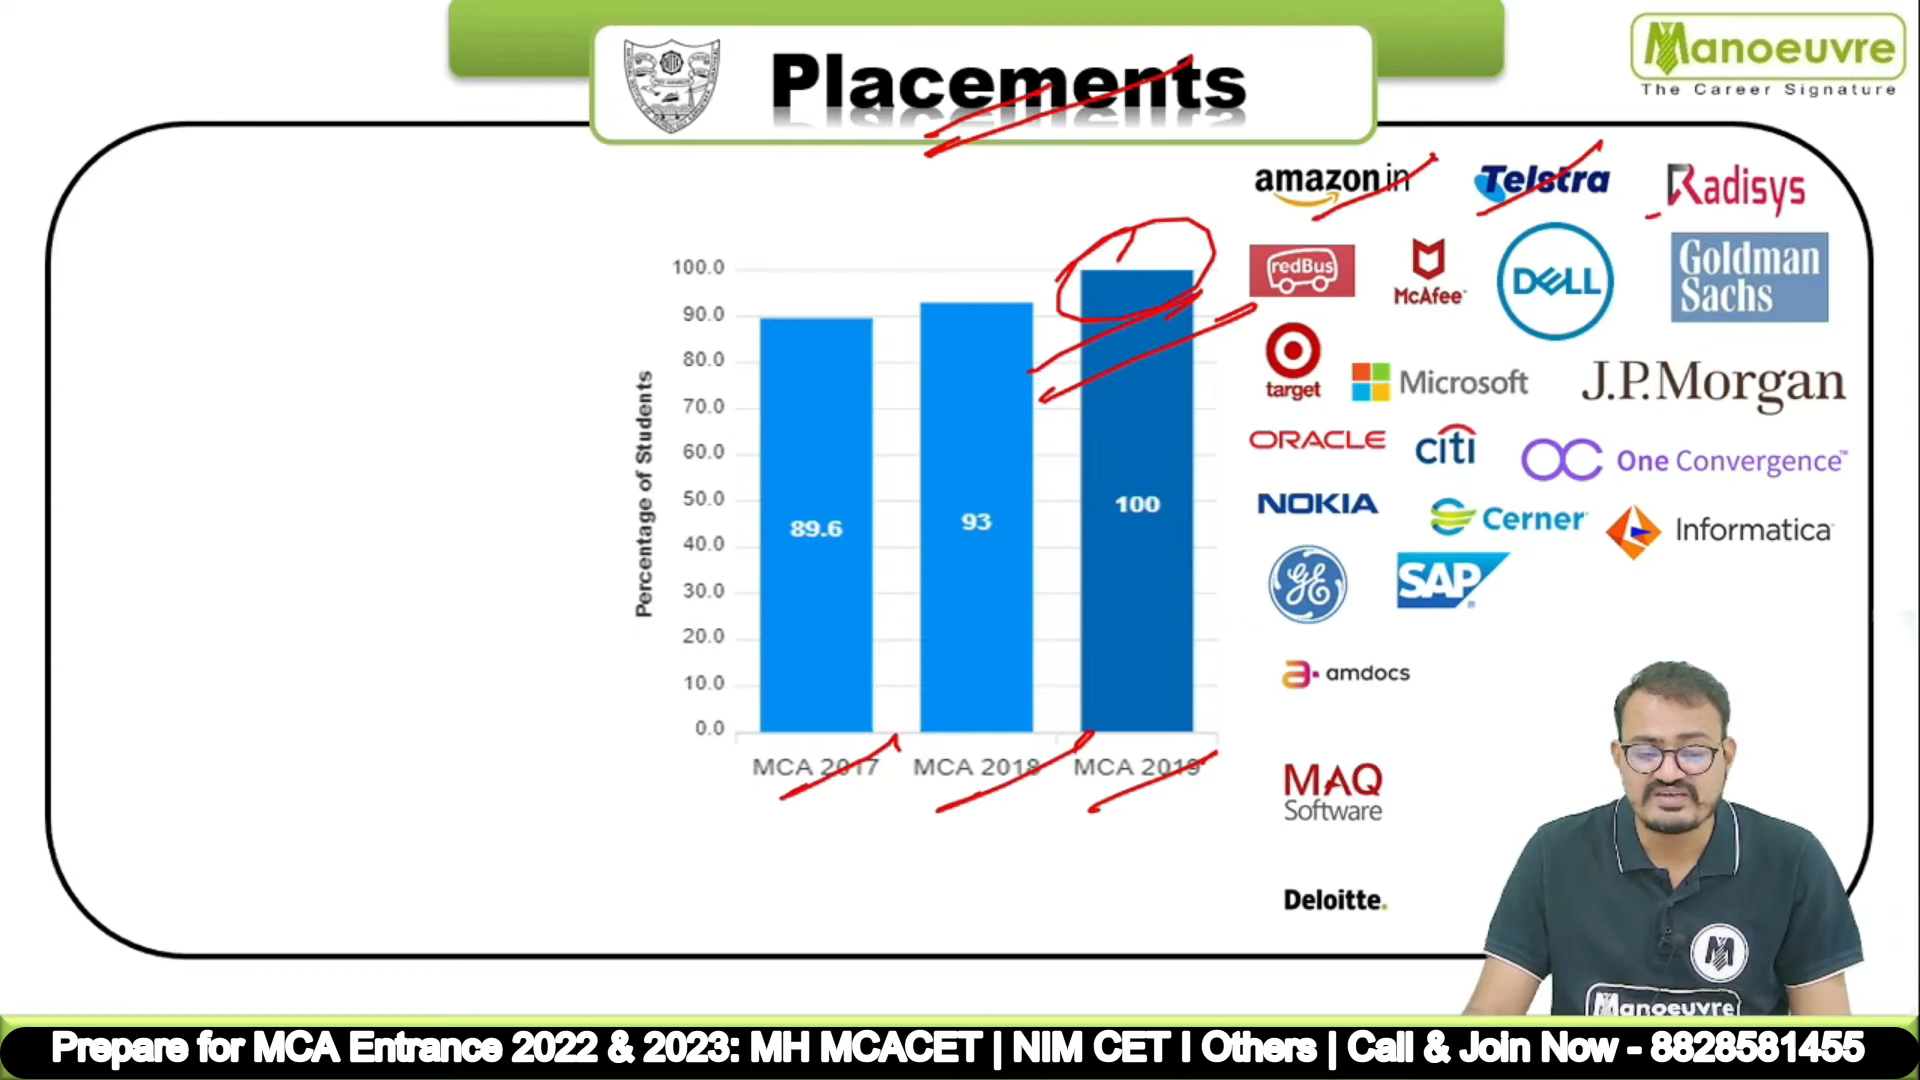 Placements
Manoeuvre
The Career Signature
amazon.in
Telstra
Radisys
redBus
McAfee™
DELL
Goldman
Sachs
target
Microsoft
J.P.Morgan
ORACLE
citi
One Convergence™
NOKIA
Cerner
Informatica
GE
SAP®
amdocs
MAQ
Software
Deloitte.
Percentage of Students
100.0
90.0
80.0
70.0
60.0
50.0
40.0
30.0
20.0
10.0
0.0
89.6
93
100
MCA 2017
MCA 2018
MCA 2019
M
Manoeuvre
Prepare for MCA Entrance 2022 & 2023: MH MCACET | NIM CET I Others | Call & Join Now - 8828581455